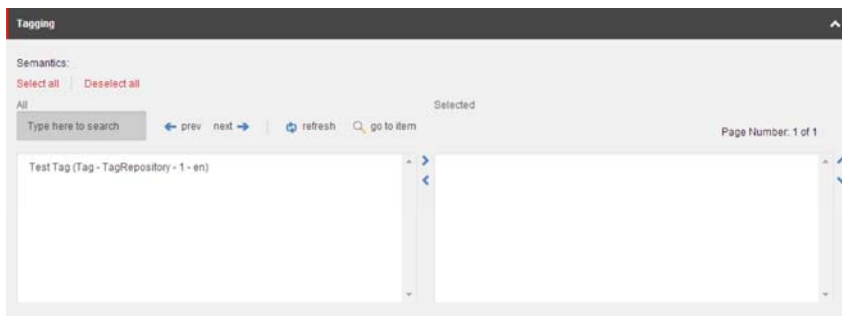 Tagging
Semantics:
Select all Deselect all
All Selected
Type here to search prev next refresh go to item Page Number: 1 of 1
Test Tag (Tag - TagRepository - 1 - en)